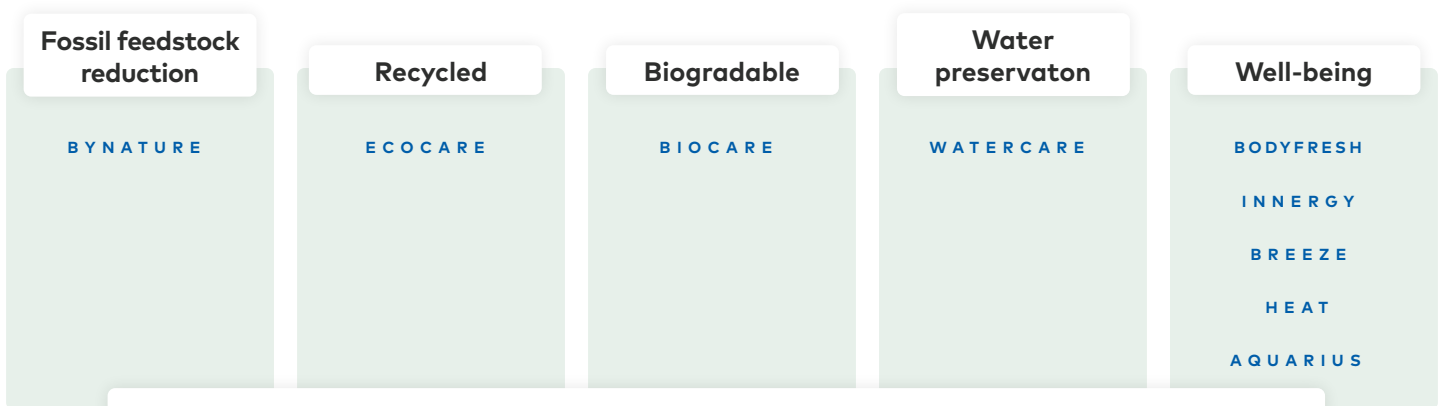 Fossil feedstock
reduction
BYNATURE
Recycled
ECOCARE
Biogradable
BIOCARE
Water
preservaton
WATERCARE
Well-being
BODYFRESH
INNERGY
BREEZE
HEAT
AQUARIUS